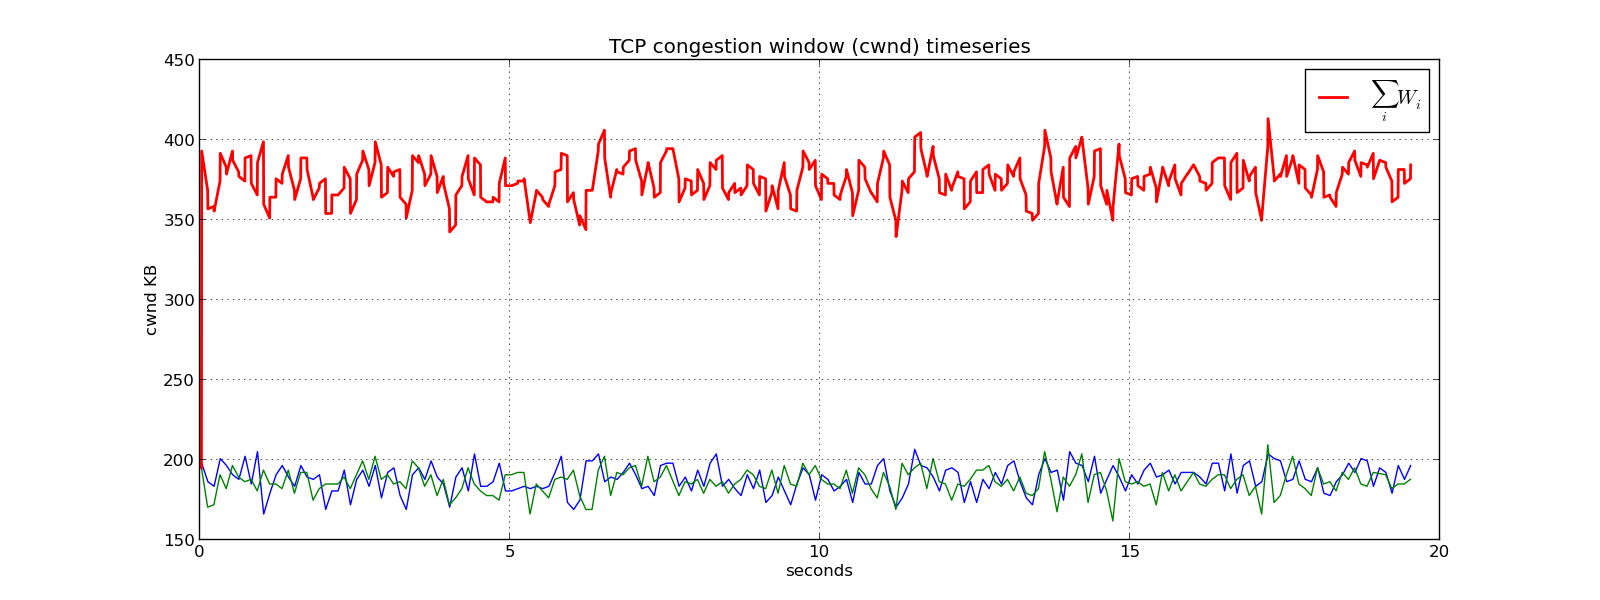 TCP congestion window (cwnd) timeseries
450
400
350
300
250
200
150
cwnd KB
∑
i
W_i
0 5 10 15 20
seconds